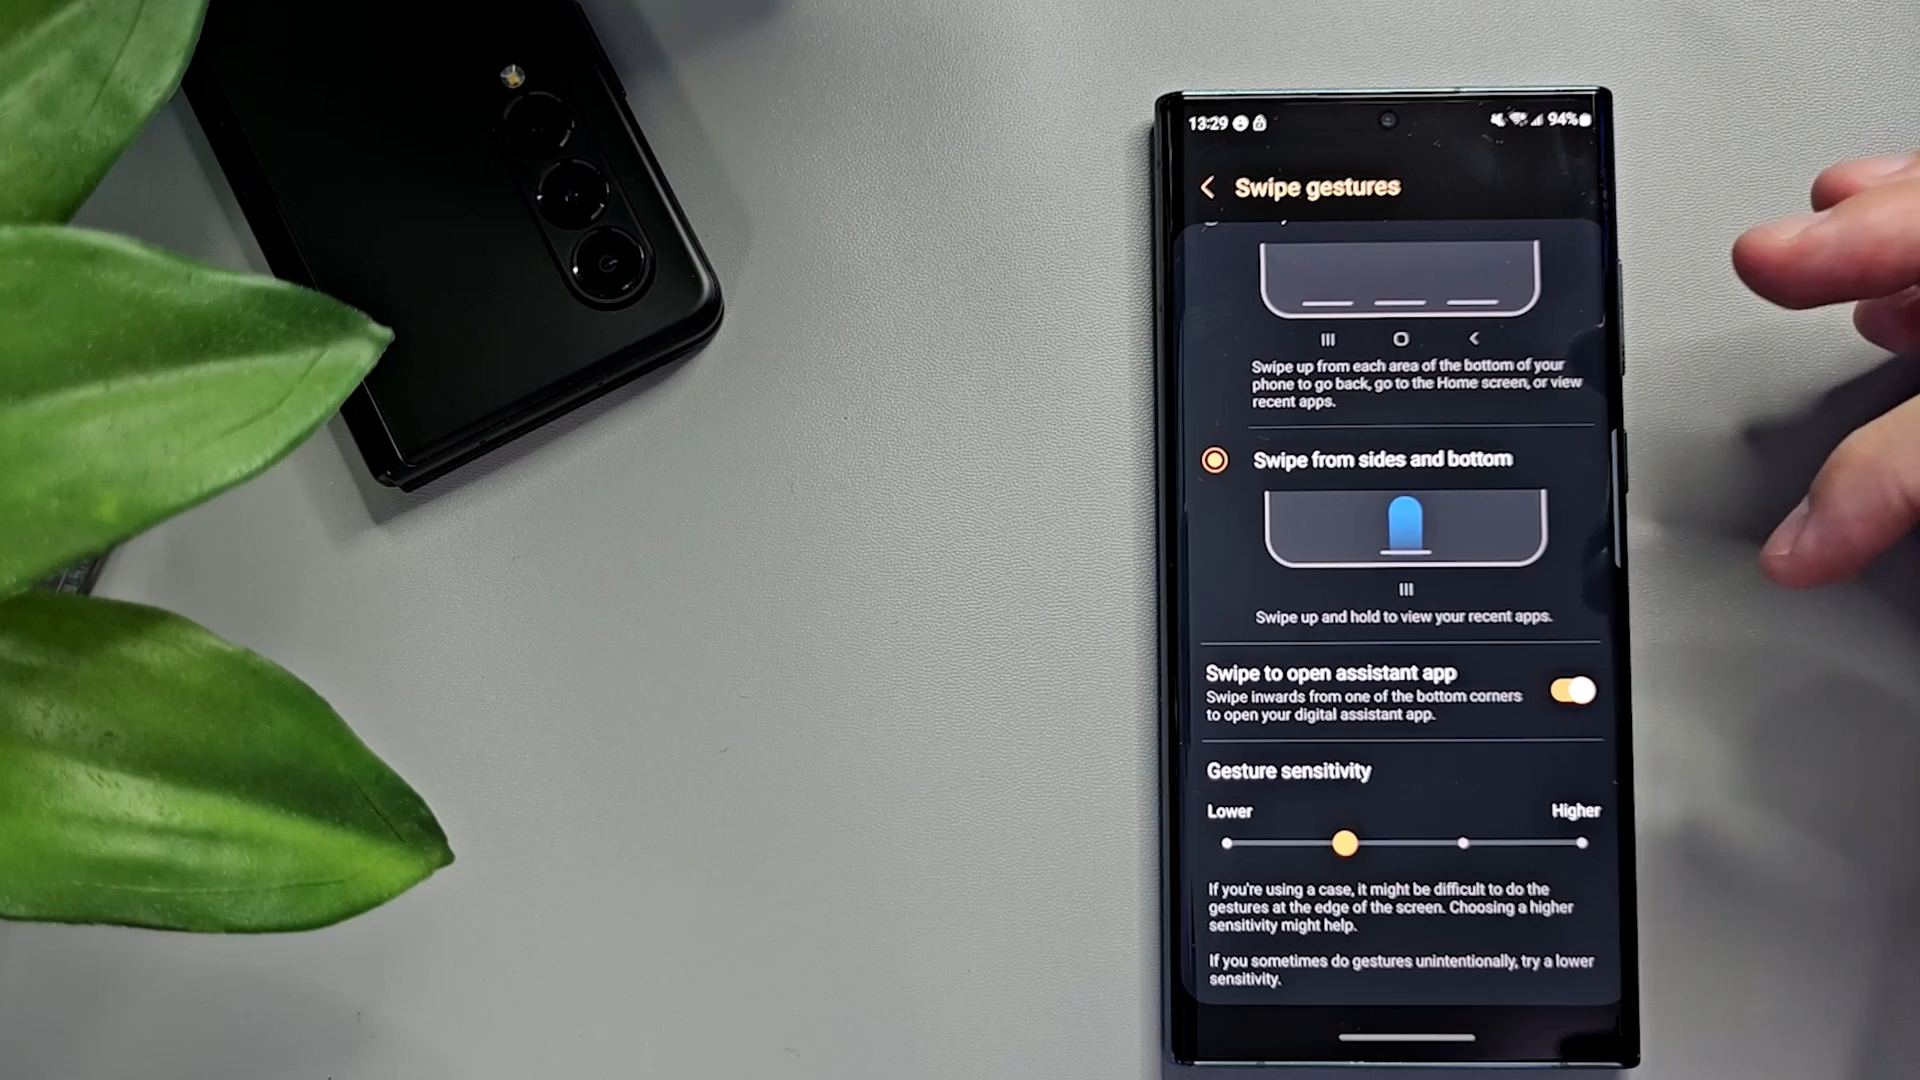 13:29
94%
Swipe gestures
Swipe up from each area of the bottom of your
phone to go back, go to the Home screen, or view
recent apps.
Swipe from sides and bottom
Swipe up and hold to view your recent apps.
Swipe to open assistant app
Swipe inwards from one of the bottom corners
to open your digital assistant app.
Gesture sensitivity
Lower
Higher
If you're using a case, it might be difficult to do the
gestures at the edge of the screen. Choosing a higher
sensitivity might help.
If you sometimes do gestures unintentionally, try a lower
sensitivity.